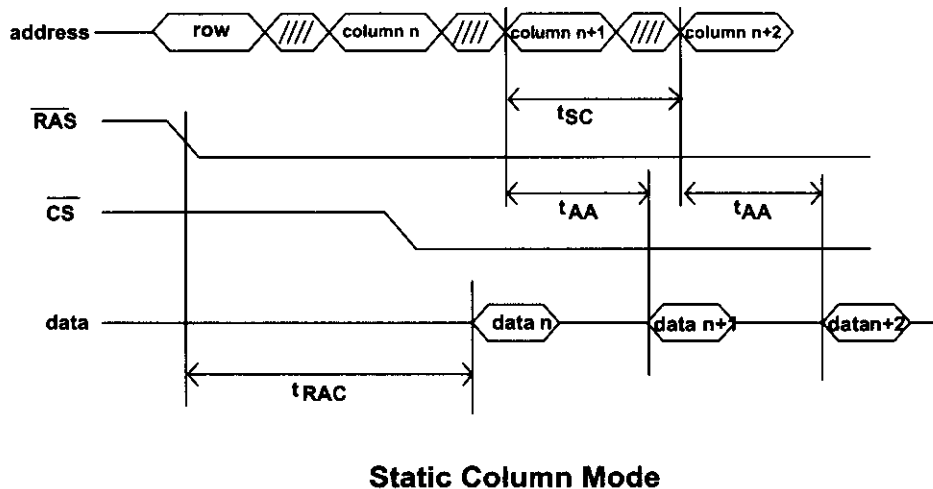 address row column n column n+1 column n+2
tSC
RAS
tAA tAA
CS
data data n data n+1 datan+2
tRAC
Static Column Mode